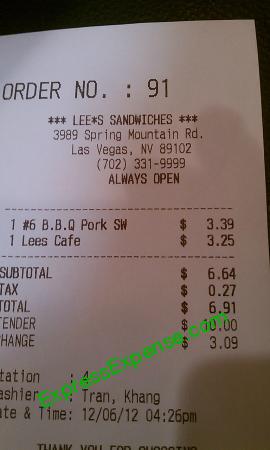 ORDER NO. : 91
*** LEE*S SANDWICHES ***
3989 Spring Mountain Rd.
Las Vegas, NV 89102
(702) 331-9999
ALWAYS OPEN
1 #6 B.B.Q Pork SW $ 3.39
1 Lees Cafe $ 3.25
SUBTOTAL $ 6.64
TAX $ 0.27
TOTAL $ 6.91
TENDER $ 10.00
CHANGE $ 3.09
ExpressExpense.com
tation : 4
ashier : Tran, Khang
ate & Time: 12/06/12 04:26pm
THANK YOU FOR CHOOSING